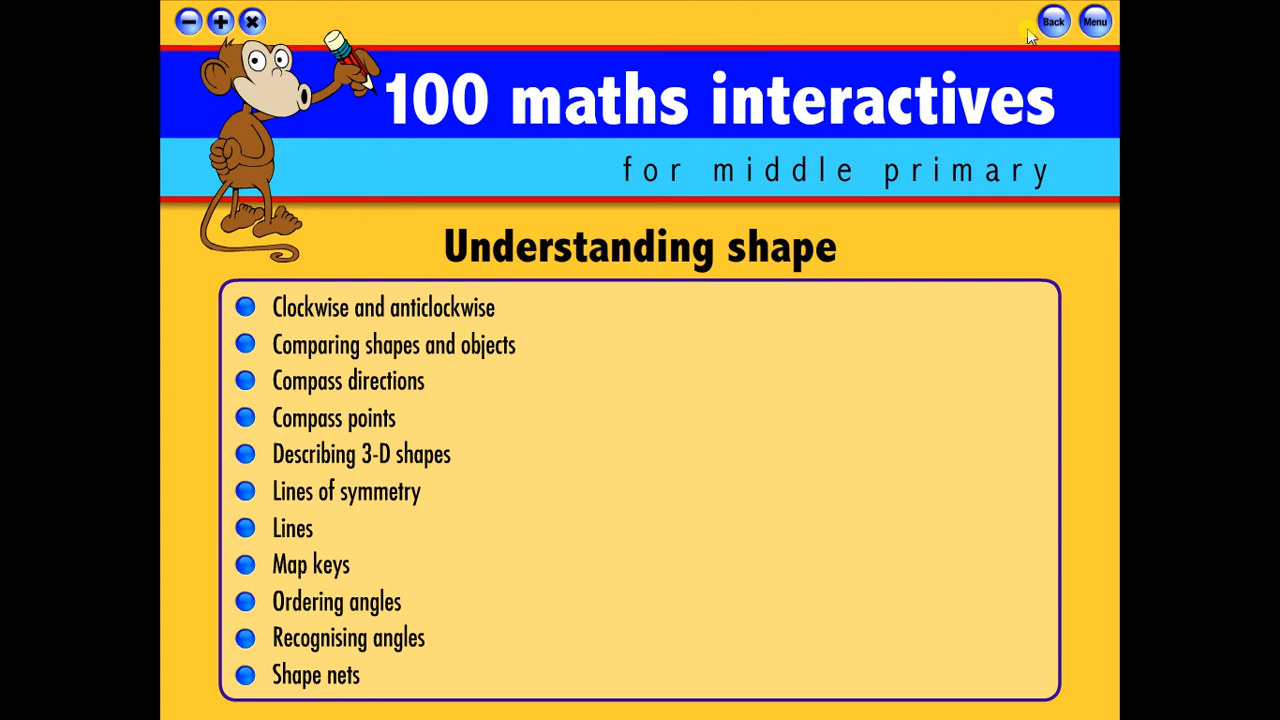 Back Menu
100 maths interactives
for middle primary
Understanding shape
Clockwise and anticlockwise
Comparing shapes and objects
Compass directions
Compass points
Describing 3-D shapes
Lines of symmetry
Lines
Map keys
Ordering angles
Recognising angles
Shape nets